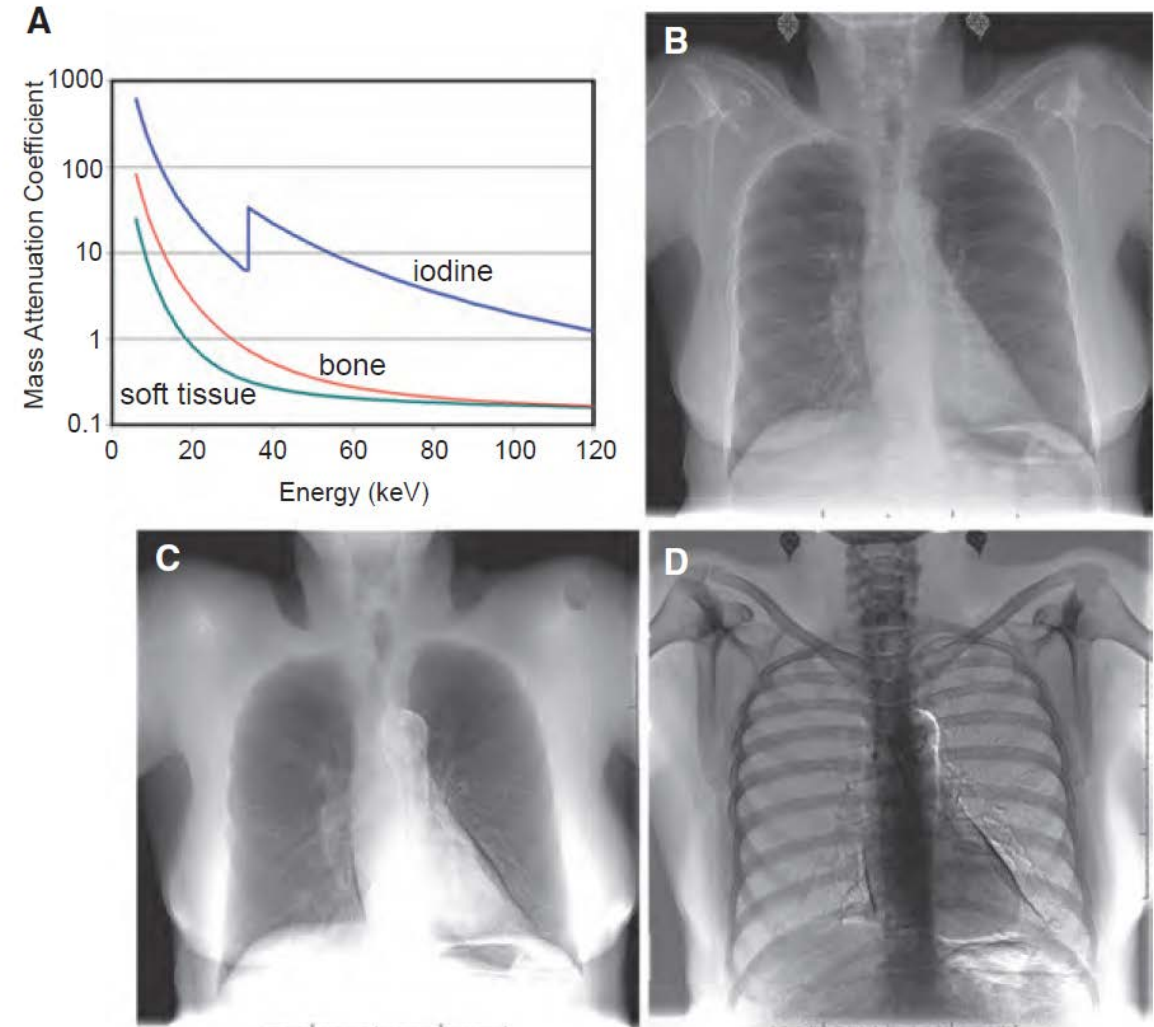 A
Mass Attenuation Coefficient
1000
100
10
1
0.1
iodine
bone
soft tissue
0 20 40 60 80 100 120
Energy (keV)
B
C
D